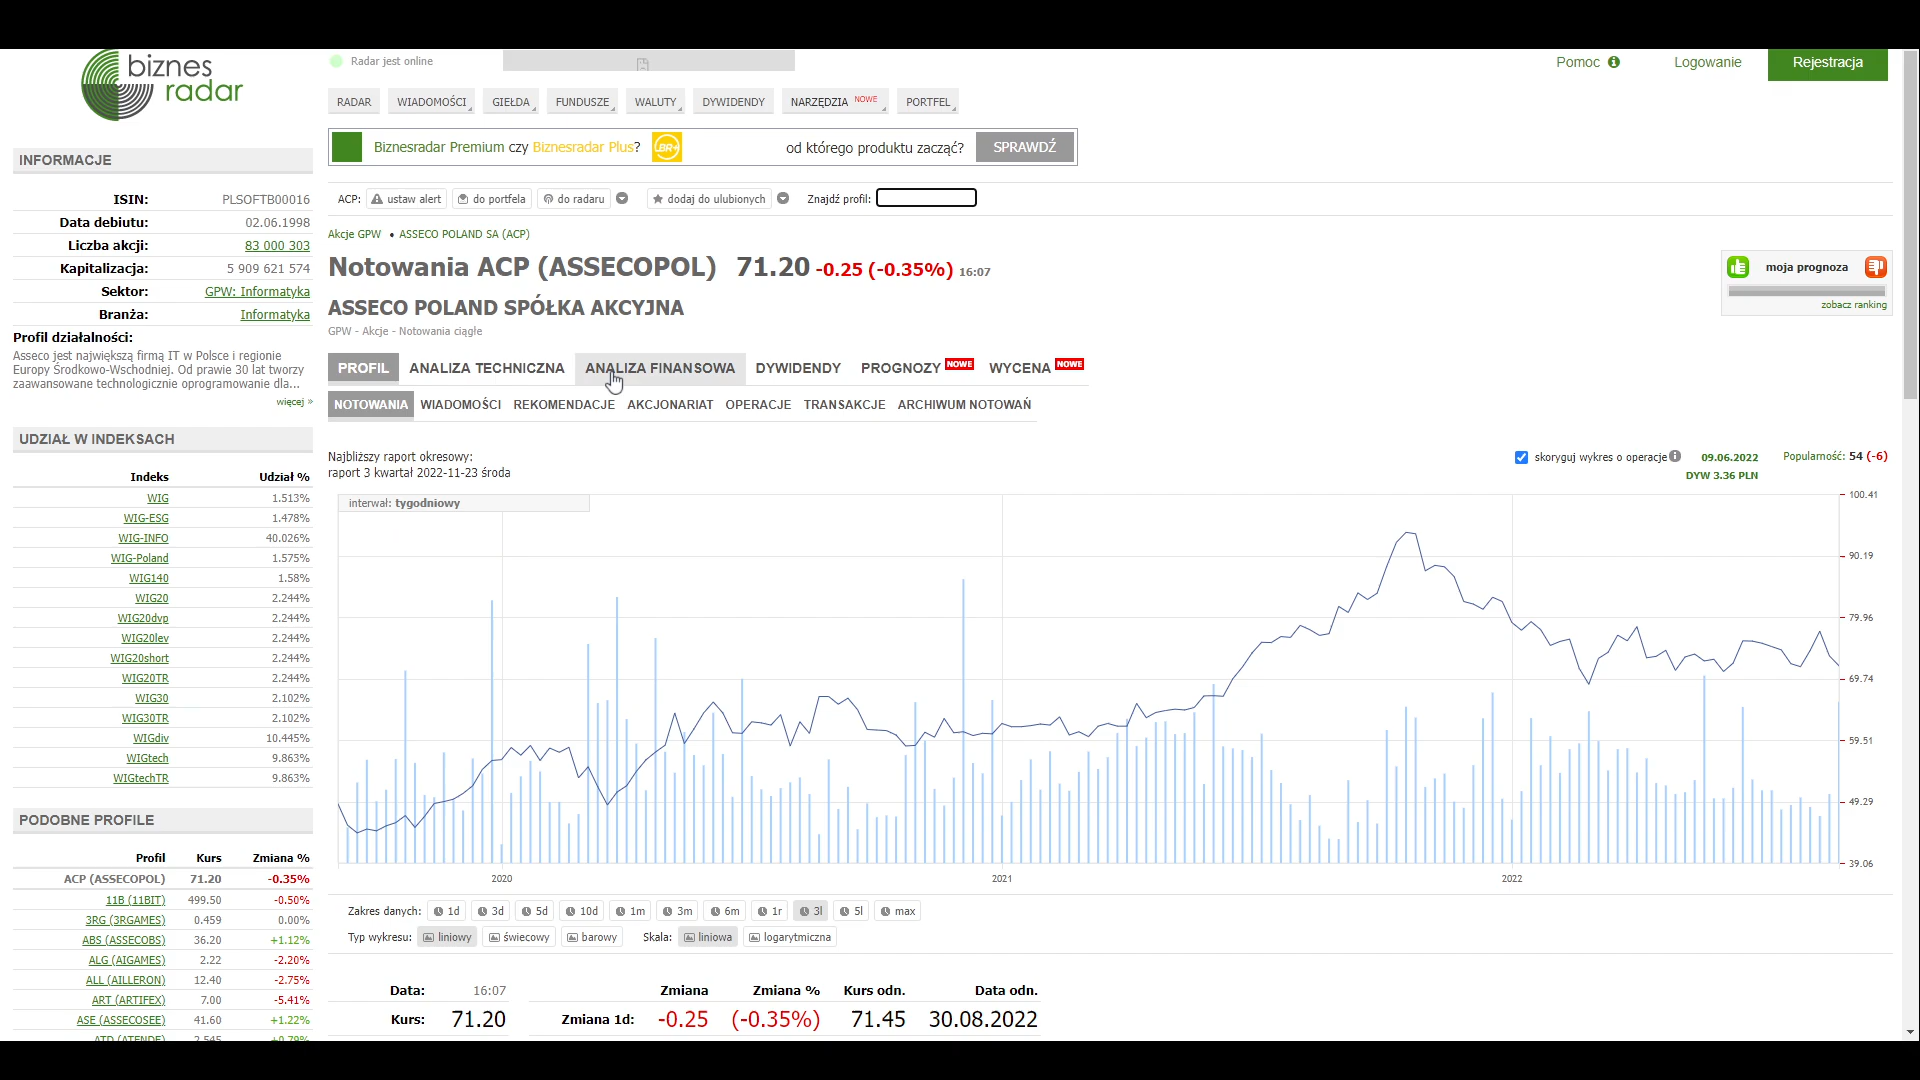 biznes
radar
Radar jest online
Pomoc
Logowanie
Rejestracja
RADAR
WIADOMOŚCI
GIEŁDA
FUNDUSZE
WALUTY
DYWIDENDY
NARZĘDZIA NOWE
PORTFEL
Biznesradar Premium czy Biznesradar Plus? BR+ od którego produktu zacząć? SPRAWDŹ
ACP: ustaw alert do portfela do radaru dodaj do ulubionych Znajdź profil:
Akcje GPW • ASSECO POLAND SA (ACP)
Notowania ACP (ASSECOPOL) 71.20 -0.25 (-0.35%) 16:07
ASSECO POLAND SPÓŁKA AKCYJNA
GPW - Akcje - Notowania ciągłe
moja prognoza
zobacz ranking
PROFIL ANALIZA TECHNICZNA ANALIZA FINANSOWA DYWIDENDY PROGNOZY NOWE WYCENA NOWE
NOTOWANIA WIADOMOŚCI REKOMENDACJE AKCJONARIAT OPERACJE TRANSAKCJE ARCHIWUM NOTOWAŃ
INFORMACJE
ISIN: PLSOFTB00016
Data debiutu: 02.06.1998
Liczba akcji: 83 000 303
Kapitalizacja: 5 909 621 574
Sektor: GPW: Informatyka
Branża: Informatyka
Profil działalności:
Asseco jest największą firmą IT w Polsce i regionie
Europy Środkowo-Wschodniej. Od prawie 30 lat tworzy
zaawansowane technologicznie oprogramowanie dla...
więcej »
UDZIAŁ W INDEKSACH
Indeks Udział %
WIG 1.513%
WIG-ESG 1.478%
WIG-INFO 40.026%
WIG-Poland 1.575%
WIG140 1.58%
WIG20 2.244%
WIG20dvp 2.244%
WIG20lev 2.244%
WIG20short 2.244%
WIG20TR 2.244%
WIG30 2.102%
WIG30TR 2.102%
WIGdiv 10.445%
WIGtech 9.863%
WIGtechTR 9.863%
PODOBNE PROFILE
Profil Kurs Zmiana %
ACP (ASSECOPOL) 71.20 -0.35%
11B (11BIT) 499.50 -0.50%
3RG (3RGAMES) 0.459 0.00%
ABS (ASSECOBS) 36.20 +1.12%
ALG (AIGAMES) 2.22 -2.20%
ALL (AILLERON) 12.40 -2.75%
ART (ARTIFEX) 7.00 -5.41%
ASE (ASSECOSEE) 41.60 +1.22%
ATD (ATENDE) 2.545 +0.79%
Najbliższy raport okresowy:
raport 3 kwartał 2022-11-23 środa
skoryguj wykres o operacje 09.06.2022 Popularność: 54 (-6)
DYW 3.36 PLN
interwał: tygodniowy
100.41
90.19
79.96
69.74
59.51
49.29
39.06
2020 2021 2022
Zakres danych: 1d 3d 5d 10d 1m 3m 6m 1r 3l 5l max
Typ wykresu: liniowy świecowy barowy Skala: liniowa logarytmiczna
Data: 16:07
Kurs: 71.20
Zmiana Zmiana % Kurs odn. Data odn.
Zmiana 1d: -0.25 (-0.35%) 71.45 30.08.2022